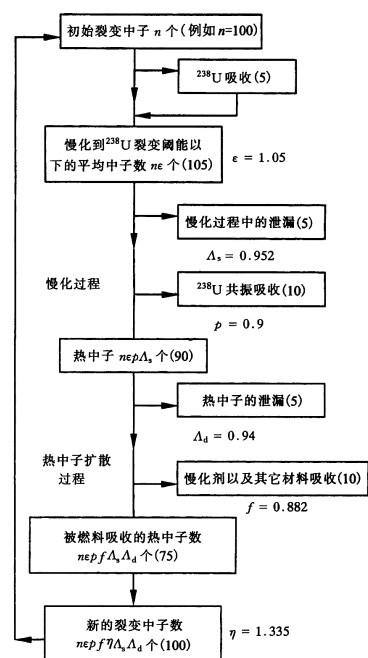 初始裂变中子 n 个(例如n=100)
²³⁸U 吸收(5)
慢化到²³⁸U 裂变阈能以
下的平均中子数 nε 个(105)
ε = 1.05
慢化过程中的泄漏(5)
Λs = 0.952
慢化过程
²³⁸U 共振吸收(10)
p = 0.9
热中子 nεpΛs 个(90)
热中子的泄漏(5)
Λd = 0.94
热中子扩散
过程
慢化剂以及其它材料吸收(10)
f = 0.882
被燃料吸收的热中子数
nεpfΛsΛd 个(75)
新的裂变中子数
nεpfηΛsΛd 个(100)
η = 1.335